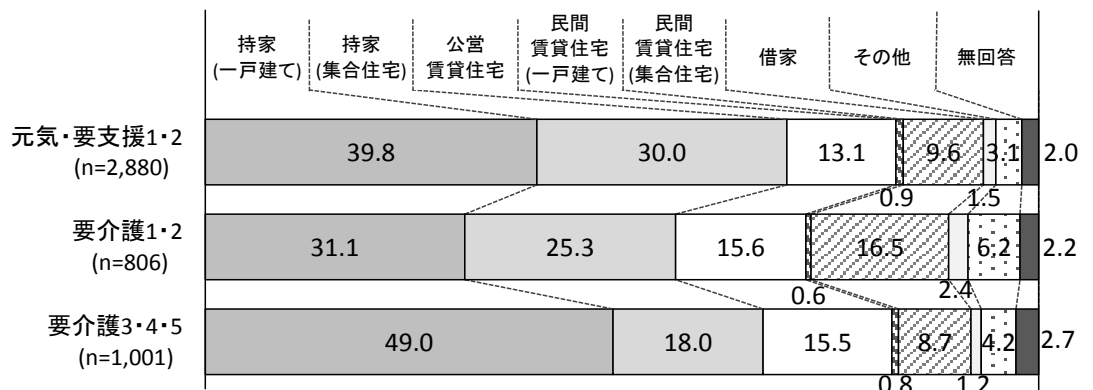 持家
(一戸建て)
持家
(集合住宅)
公営
賃貸住宅
民間
賃貸住宅
(一戸建て)
民間
賃貸住宅
(集合住宅)
借家
その他
無回答
元気・要支援1・2
(n=2,880)
39.8
30.0
13.1
0.9
9.6
1.5
3.1
2.0
要介護1・2
(n=806)
31.1
25.3
15.6
0.6
16.5
2.4
6.2
2.2
要介護3・4・5
(n=1,001)
49.0
18.0
15.5
0.8
8.7
1.2
4.2
2.7